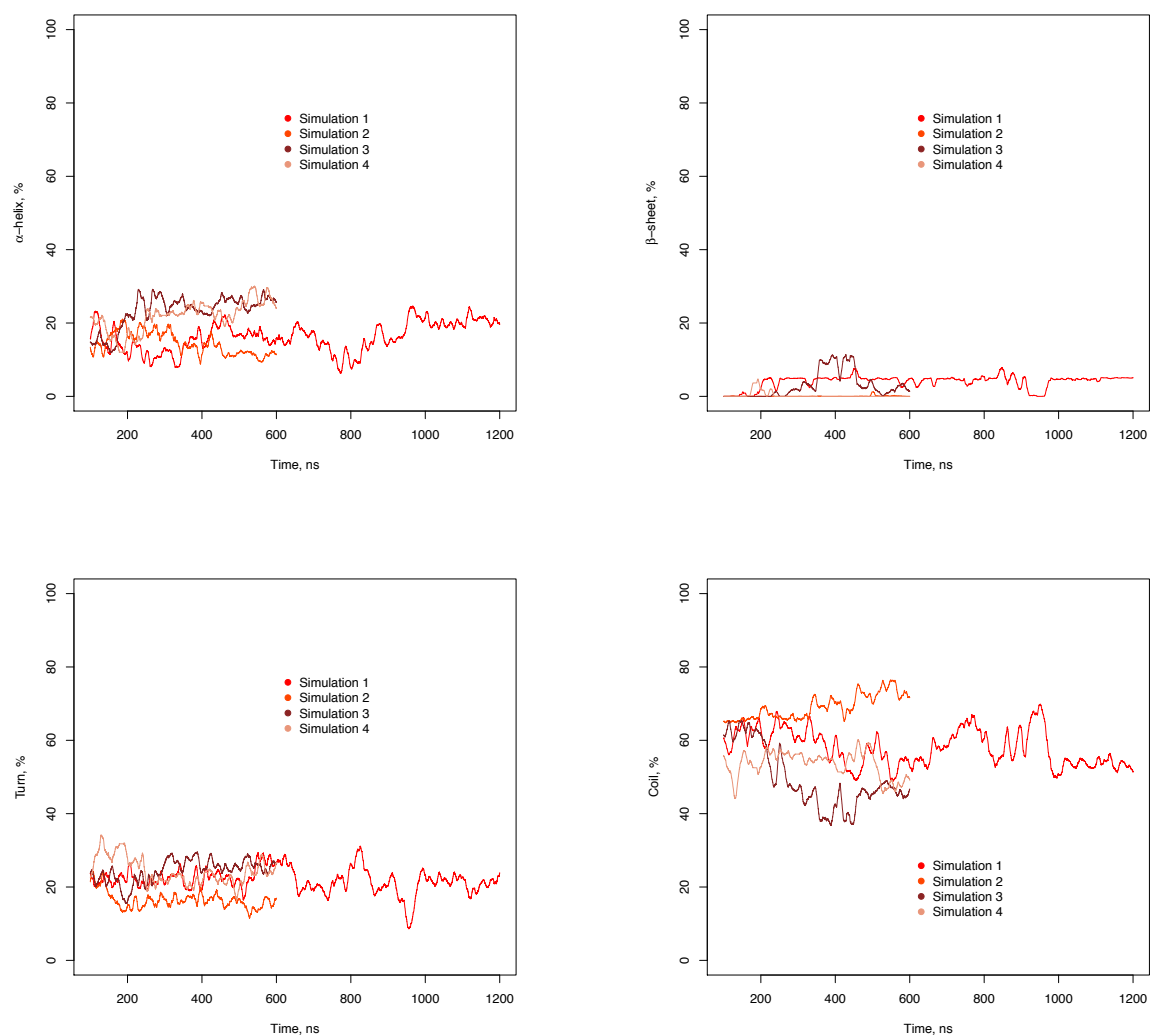 α−helix, %
100
80
60
40
20
0
Simulation 1
Simulation 2
Simulation 3
Simulation 4
200 400 600 800 1000 1200
Time, ns
β−sheet, %
100
80
60
40
20
0
Simulation 1
Simulation 2
Simulation 3
Simulation 4
200 400 600 800 1000 1200
Time, ns
Turn, %
100
80
60
40
20
0
Simulation 1
Simulation 2
Simulation 3
Simulation 4
200 400 600 800 1000 1200
Time, ns
Coil, %
100
80
60
40
20
0
Simulation 1
Simulation 2
Simulation 3
Simulation 4
200 400 600 800 1000 1200
Time, ns